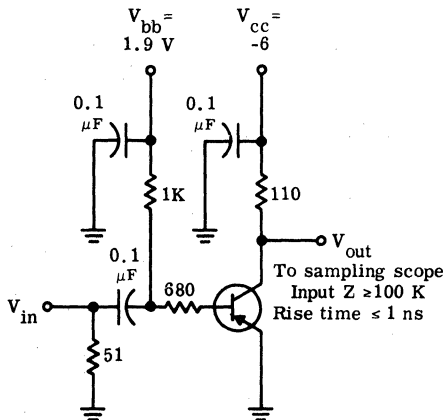 V_bb =
1.9 V
V_cc =
-6
0.1
μF
0.1
μF
1K
110
V_out
To sampling scope
Input Z ≥100 K
Rise time ≤ 1 ns
0.1
μF
680
V_in
51